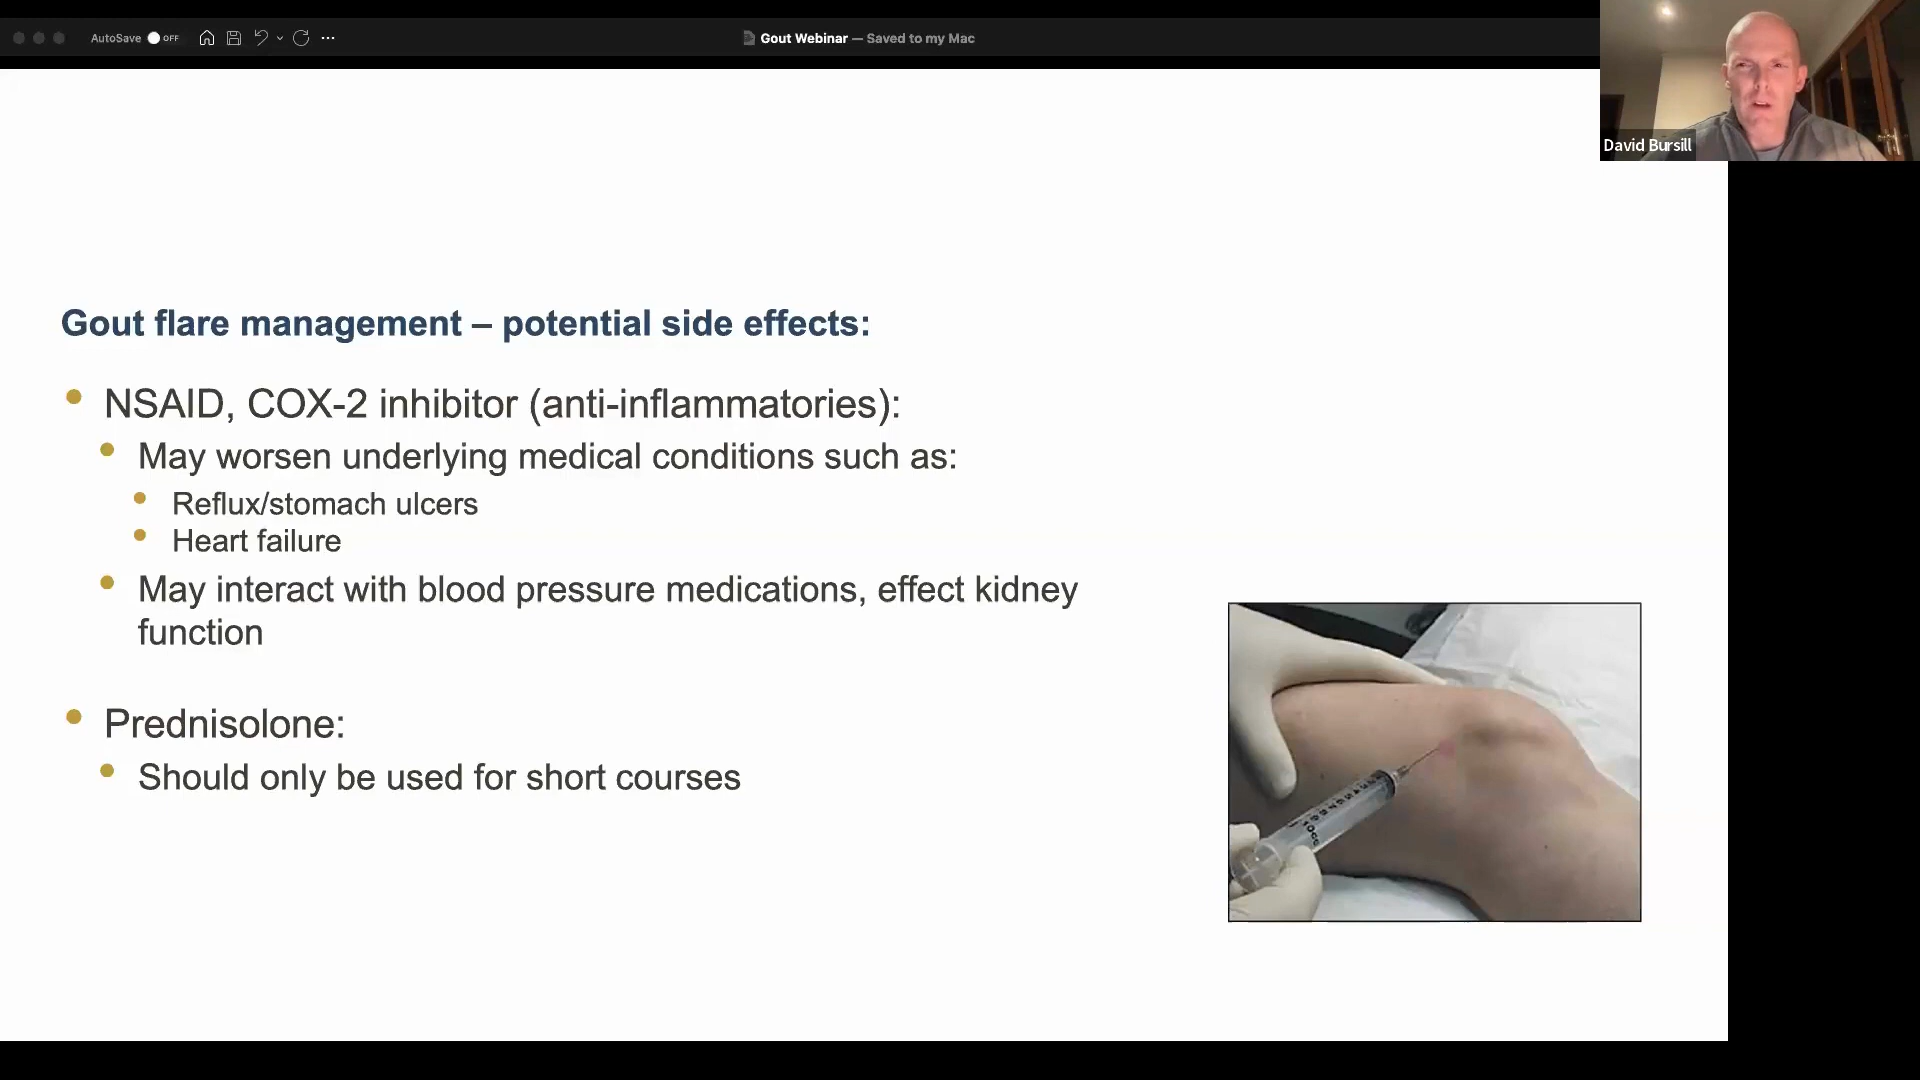 AutoSave OFF
Gout Webinar — Saved to my Mac
David Bursill
Gout flare management – potential side effects:
NSAID, COX-2 inhibitor (anti-inflammatories):
May worsen underlying medical conditions such as:
Reflux/stomach ulcers
Heart failure
May interact with blood pressure medications, effect kidney
function
Prednisolone:
Should only be used for short courses